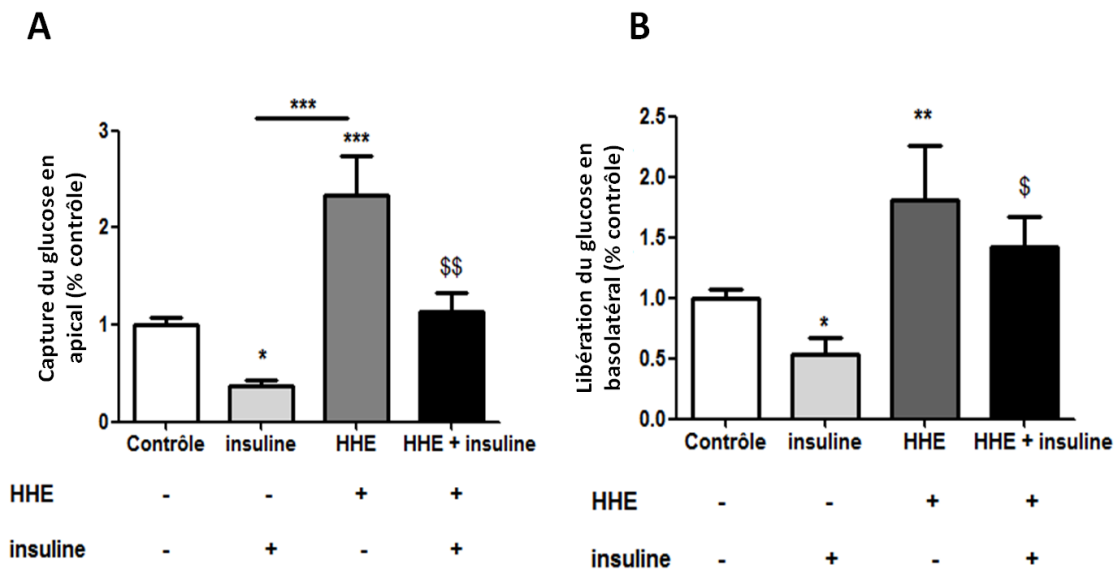 A
Capture du glucose en
apical (% contrôle)
3
2
1
0
***
***
*
$$
Contrôle insuline HHE HHE + insuline
HHE - - + +
insuline - + - +
B
Libération du glucose en
basolatéral (% contrôle)
2.5
2.0
1.5
1.0
0.5
0.0
**
*
$
Contrôle insuline HHE HHE + insuline
HHE - - + +
insuline - + - +